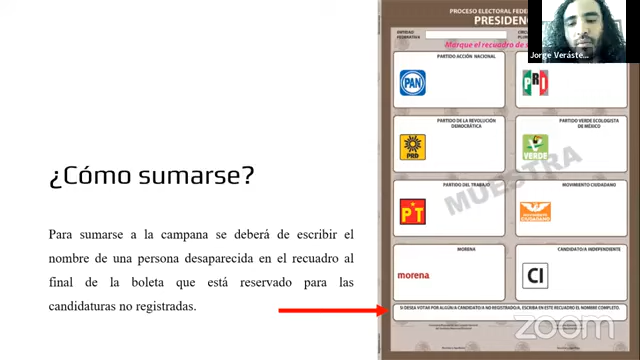 PROCESO ELECTORAL FEDER
PRESIDENC
ENTIDAD
FEDERATIVA
Marque el recuadro de s
Jorge Veráste...
PARTIDO ACCIÓN NACIONAL
PAN
PRI
PARTIDO DE LA REVOLUCIÓN
DEMOCRÁTICA
PRD
PARTIDO VERDE ECOLOGISTA
DE MÉXICO
VERDE
MUESTRA
PARTIDO DEL TRABAJO
PT
MOVIMIENTO CIUDADANO
MORENA
morena
CANDIDATO/A INDEPENDIENTE
CI
SI DESEA VOTAR POR ALGÚN/A CANDIDATO/A NO REGISTRADO/A, ESCRIBA EN ESTE RECUADRO EL NOMBRE COMPLETO.
¿Cómo sumarse?
Para sumarse a la campana se deberá de escribir el
nombre de una persona desaparecida en el recuadro al
final de la boleta que está reservado para las
candidaturas no registradas.
zoom